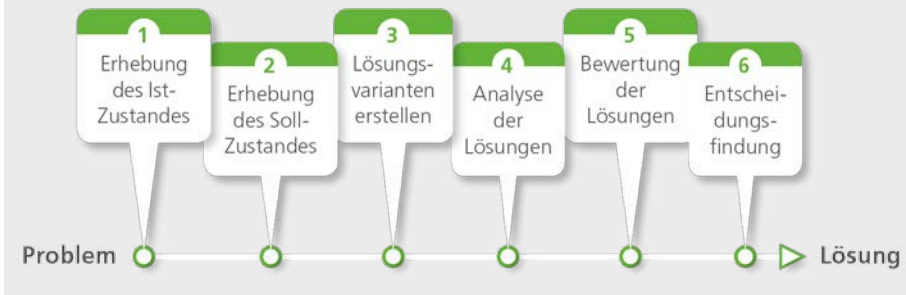 1
Erhebung
des Ist-
Zustandes
2
Erhebung
des Soll-
Zustandes
3
Lösungs-
varianten
erstellen
4
Analyse
der
Lösungen
5
Bewertung
der
Lösungen
6
Entschei-
dungs-
findung
Problem
Lösung